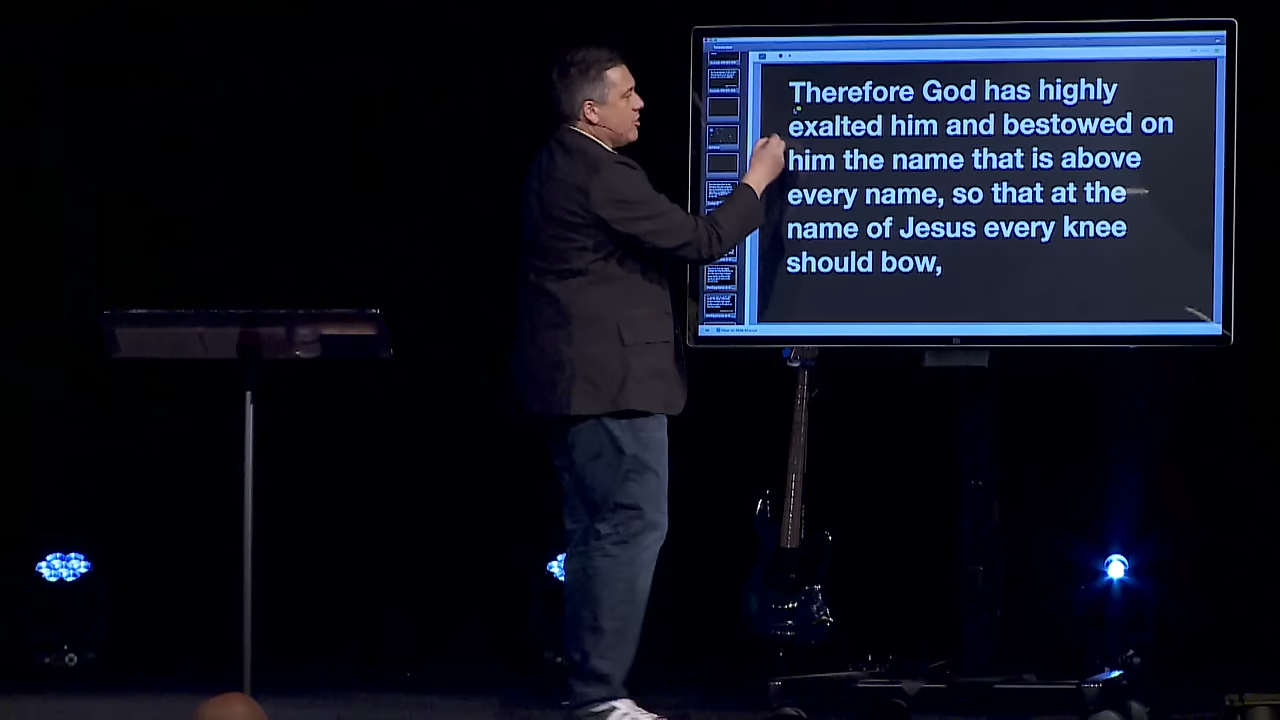 Therefore God has highly
exalted him and bestowed on
him the name that is above
every name, so that at the
name of Jesus every knee
should bow,